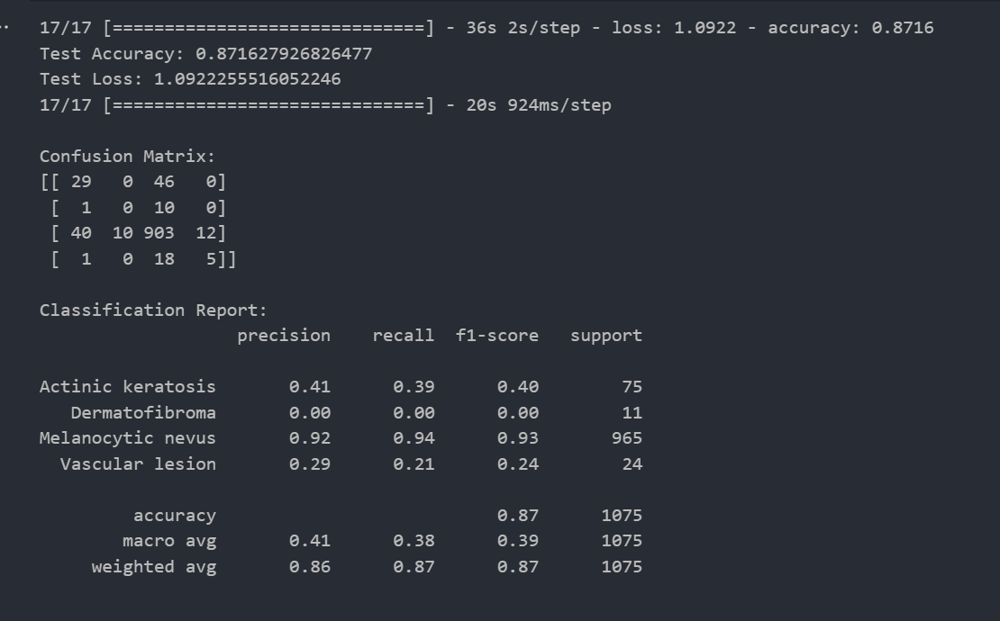 17/17 [==============================] - 36s 2s/step - loss: 1.0922 - accuracy: 0.8716
Test Accuracy: 0.871627926826477
Test Loss: 1.0922255516052246
17/17 [==============================] - 20s 924ms/step
Confusion Matrix:
[[ 29   0  46   0]
 [  1   0  10   0]
 [ 40  10 903  12]
 [  1   0  18   5]]
Classification Report:
                   precision    recall  f1-score   support
Actinic keratosis       0.41      0.39      0.40        75
   Dermatofibroma       0.00      0.00      0.00        11
Melanocytic nevus       0.92      0.94      0.93       965
  Vascular lesion       0.29      0.21      0.24        24
         accuracy                           0.87      1075
        macro avg       0.41      0.38      0.39      1075
     weighted avg       0.86      0.87      0.87      1075